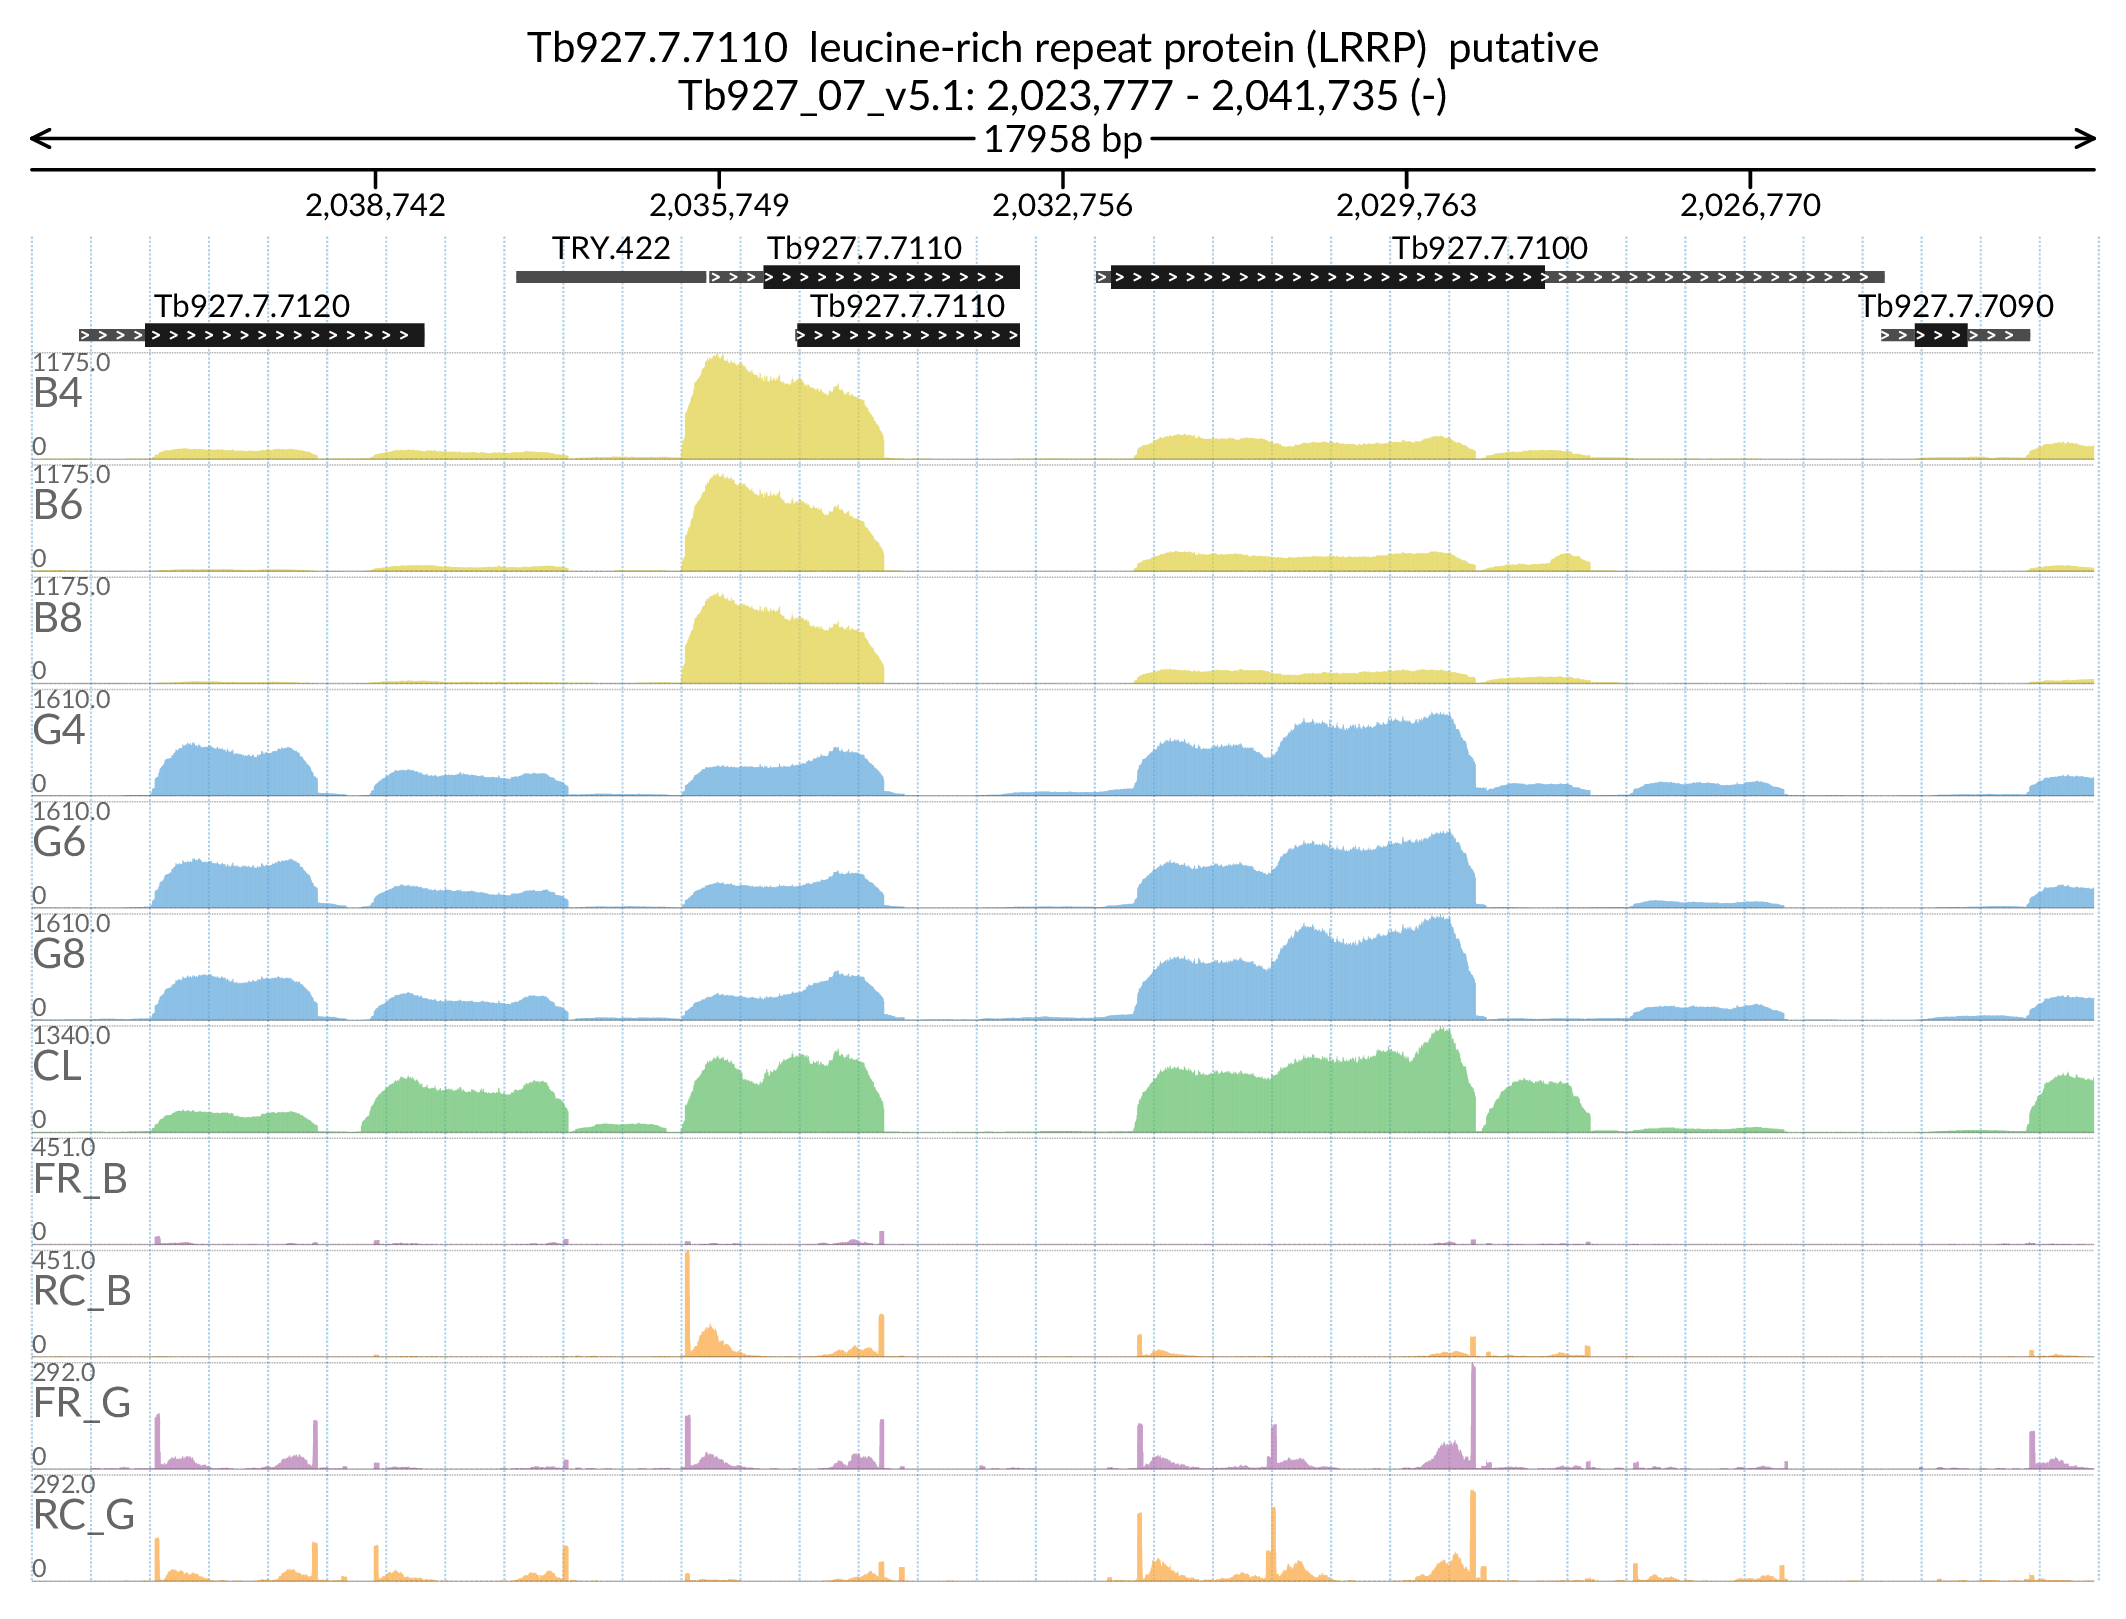 Tb927.7.7110  leucine-rich repeat protein (LRRP)  putative
Tb927_07_v5.1: 2,023,777 - 2,041,735 (-)
17958 bp
2,038,742 2,035,749 2,032,756 2,029,763 2,026,770
TRY.422 Tb927.7.7110 Tb927.7.7100
Tb927.7.7120 Tb927.7.7110 Tb927.7.7090
1175.0
B4
0
1175.0
B6
0
1175.0
B8
0
1610.0
G4
0
1610.0
G6
0
1610.0
G8
0
1340.0
CL
0
451.0
FR_B
0
451.0
RC_B
0
292.0
FR_G
0
292.0
RC_G
0